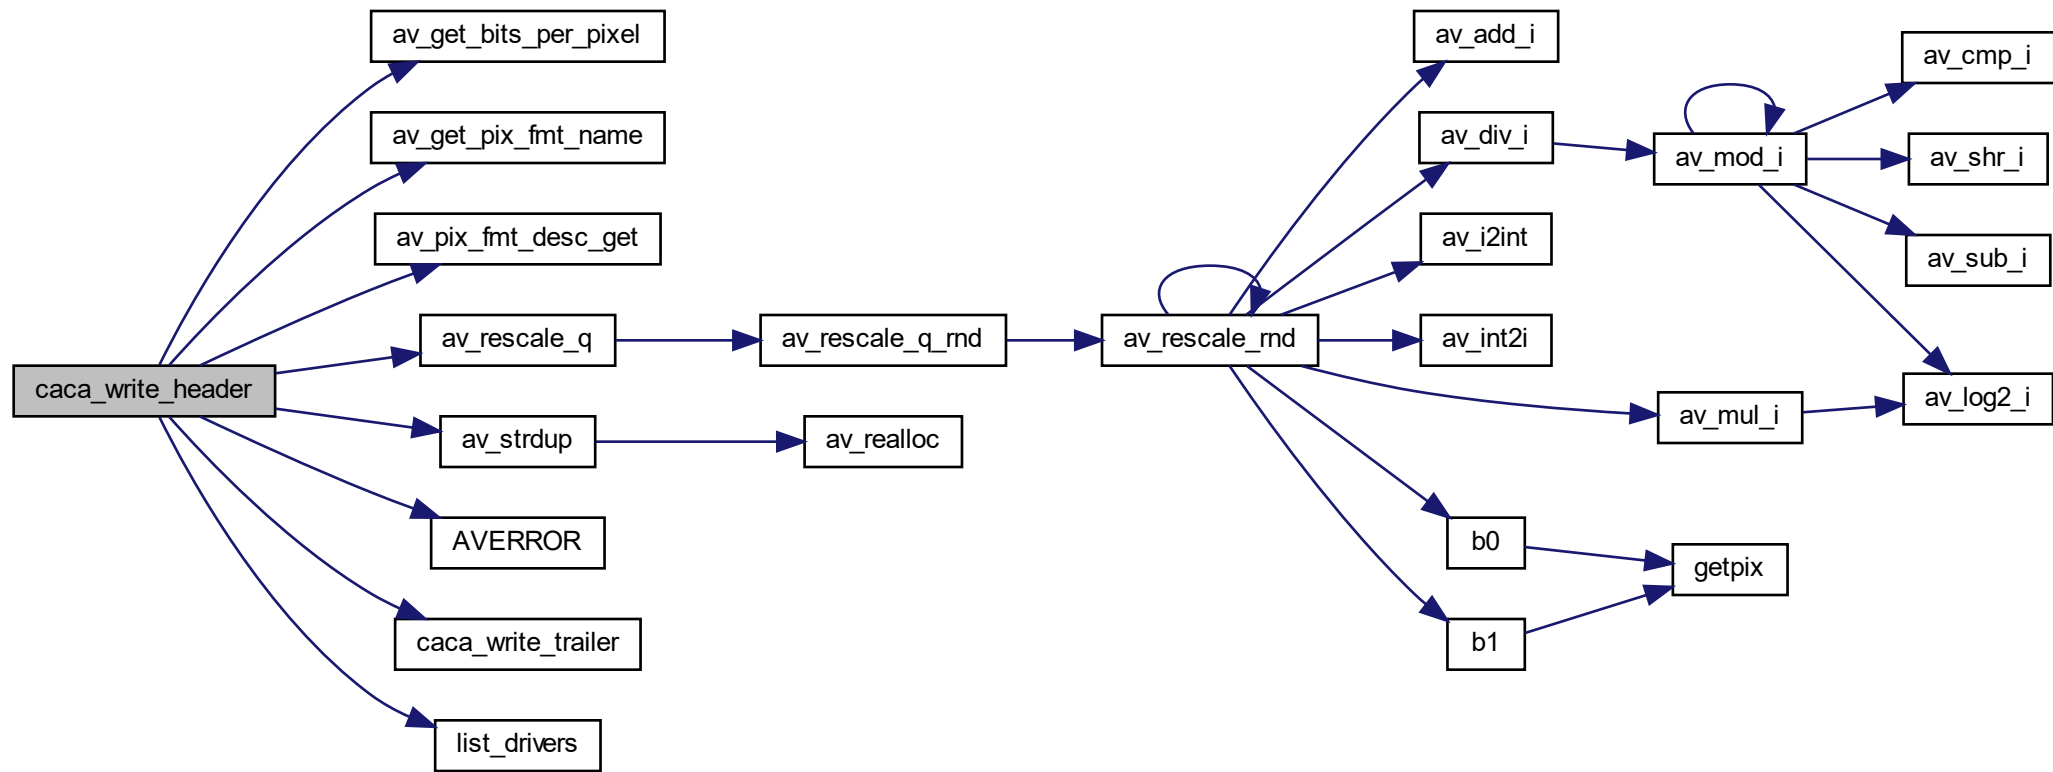 caca_write_header
av_get_bits_per_pixel
av_get_pix_fmt_name
av_pix_fmt_desc_get
av_rescale_q
av_strdup
AVERROR
caca_write_trailer
list_drivers
av_rescale_q_rnd
av_realloc
av_rescale_rnd
av_add_i
av_div_i
av_i2int
av_int2i
av_mul_i
b0
b1
av_mod_i
getpix
av_cmp_i
av_shr_i
av_sub_i
av_log2_i